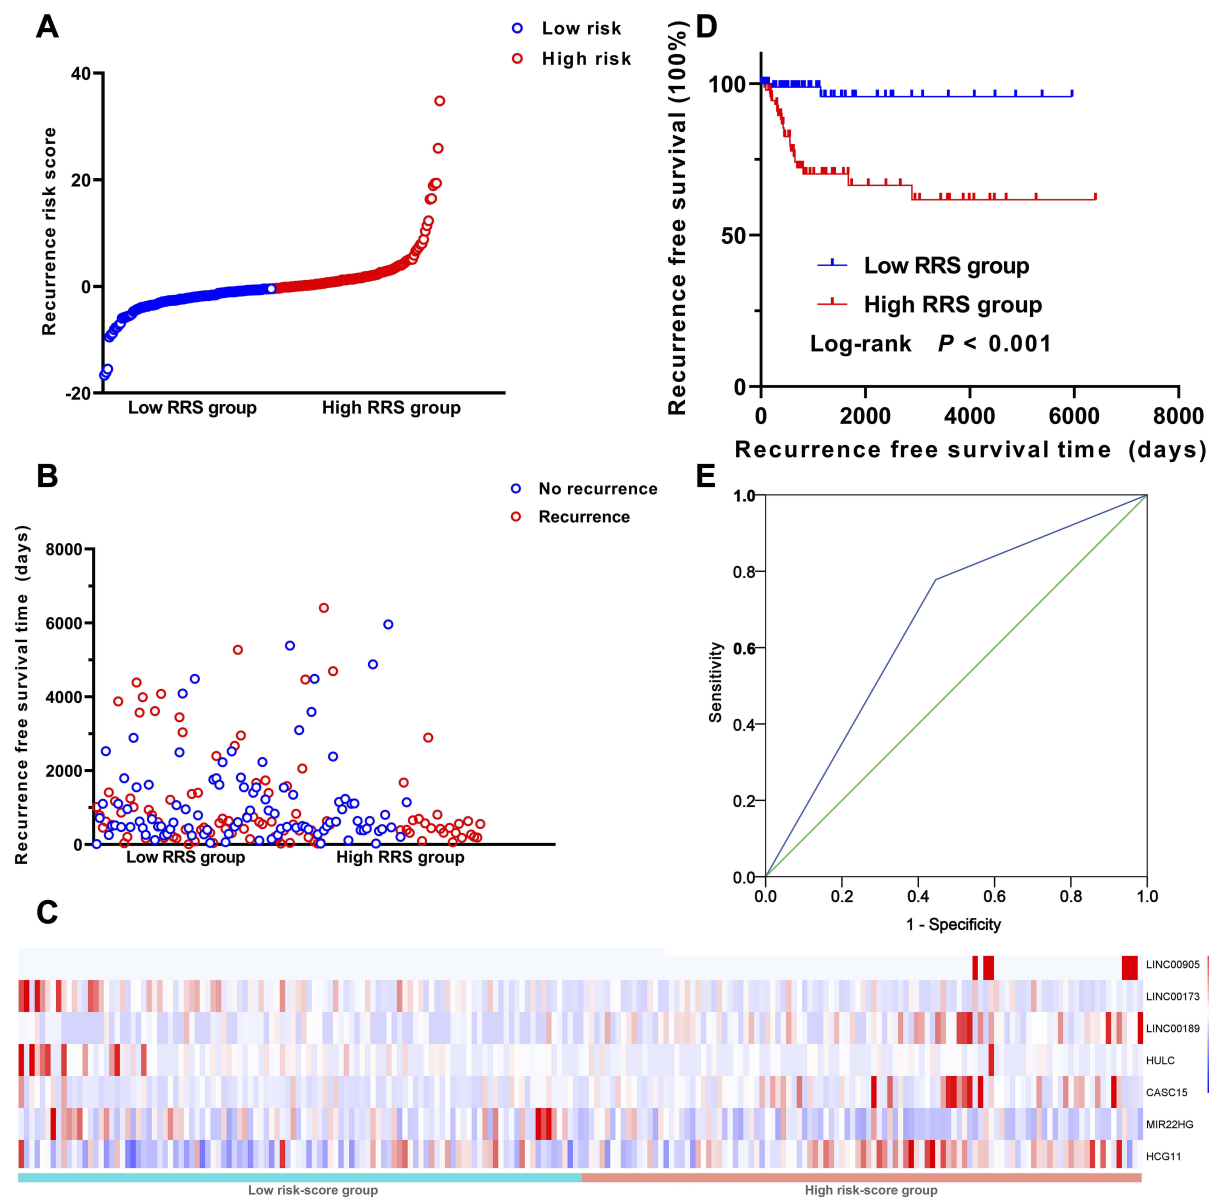 A
Low risk
High risk
Recurrence risk score
40
20
0
-20
Low RRS group
High RRS group
B
No recurrence
Recurrence
Recurrence free survival time (days)
8000
6000
4000
2000
0
Low RRS group
High RRS group
C
LINC00905
LINC00173
LINC00189
HULC
CASC15
MIR22HG
HCG11
Low risk-score group
High risk-score group
D
Recurrence free survival (100%)
100
50
0
Low RRS group
High RRS group
Log-rank P < 0.001
0
2000
4000
6000
8000
Recurrence free survival time (days)
E
Sensitivity
1.0
0.8
0.6
0.4
0.2
0.0
0.0
0.2
0.4
0.6
0.8
1.0
1 - Specificity